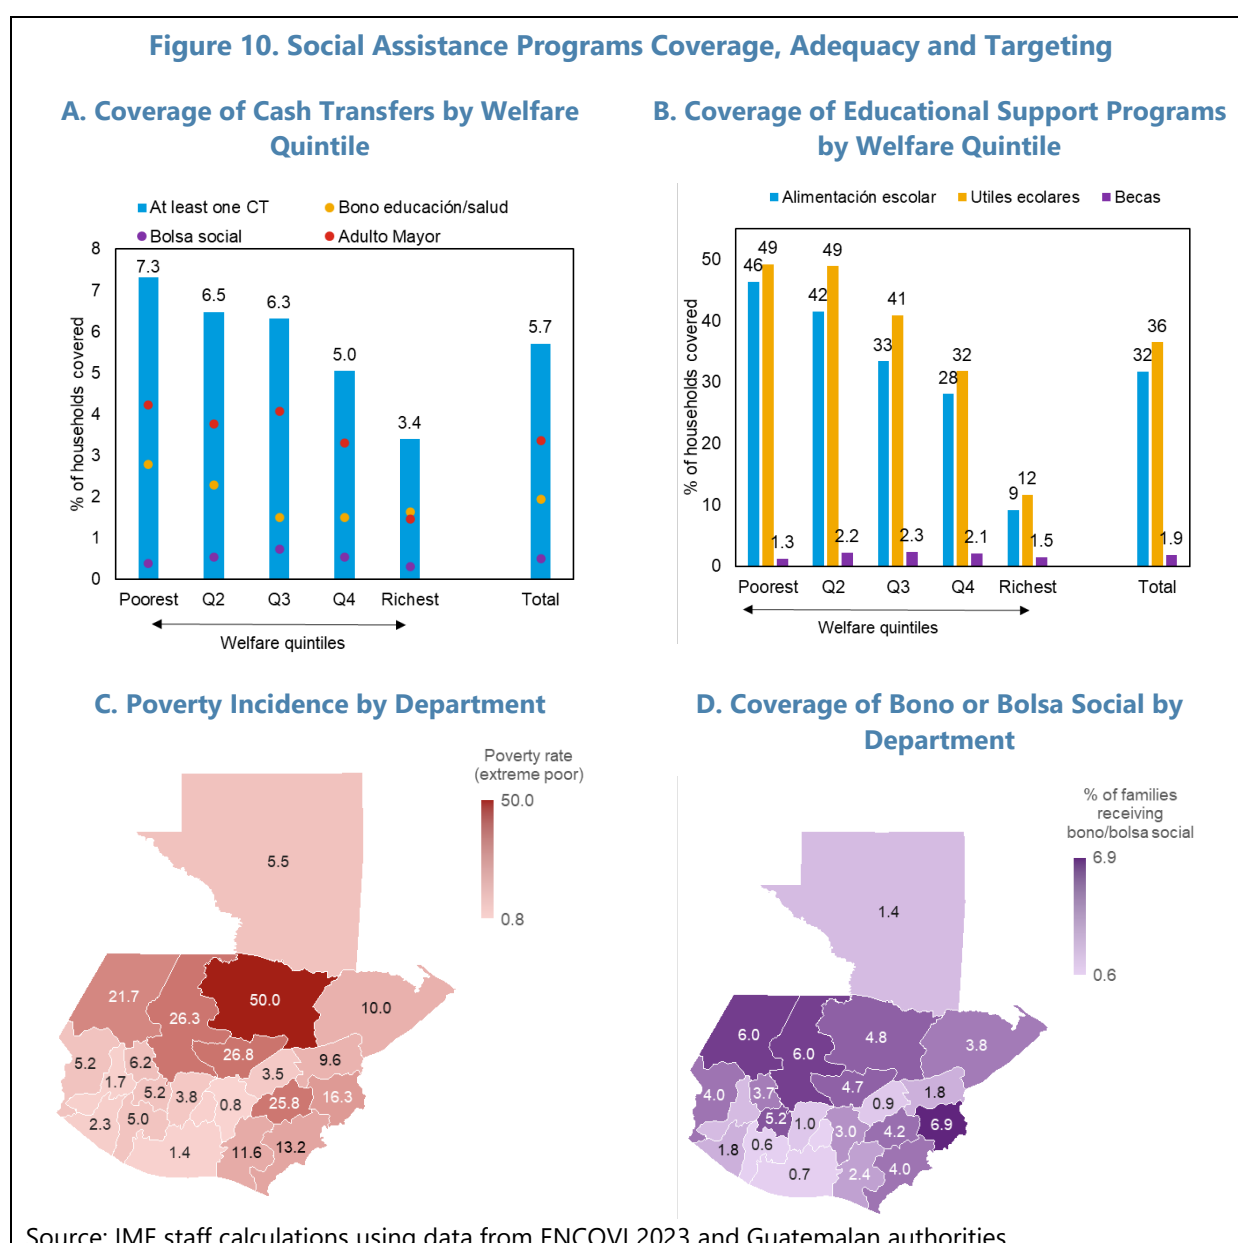 Figure 10. Social Assistance Programs Coverage, Adequacy and Targeting
A. Coverage of Cash Transfers by Welfare
Quintile
At least one CT
Bono educación/salud
Bolsa social
Adulto Mayor
% of households covered
8
7
6
5
4
3
2
1
0
7.3
6.5
6.3
5.0
3.4
5.7
Poorest
Q2
Q3
Q4
Richest
Total
Welfare quintiles
B. Coverage of Educational Support Programs
by Welfare Quintile
Alimentación escolar
Utiles ecolares
Becas
% of households covered
50
40
30
20
10
0
46
49
1.3
42
49
2.2
33
41
2.3
28
32
2.1
9
12
1.5
32
36
1.9
Poorest
Q2
Q3
Q4
Richest
Total
Welfare quintiles
C. Poverty Incidence by Department
Poverty rate
(extreme poor)
50.0
0.8
5.5
21.7
26.3
50.0
10.0
26.8
5.2
6.2
1.7
3.5
9.6
5.2
3.8
0.8
25.8
16.3
2.3
5.0
1.4
11.6
13.2
D. Coverage of Bono or Bolsa Social by
Department
% of families
receiving
bono/bolsa social
6.9
0.6
1.4
6.0
6.0
4.8
3.8
4.7
4.0
3.7
0.9
1.8
5.2
1.0
3.0
4.2
6.9
1.8
0.6
0.7
2.4
4.0
Source: IMF staff calculations using data from ENCOVI 2023 and Guatemalan authorities